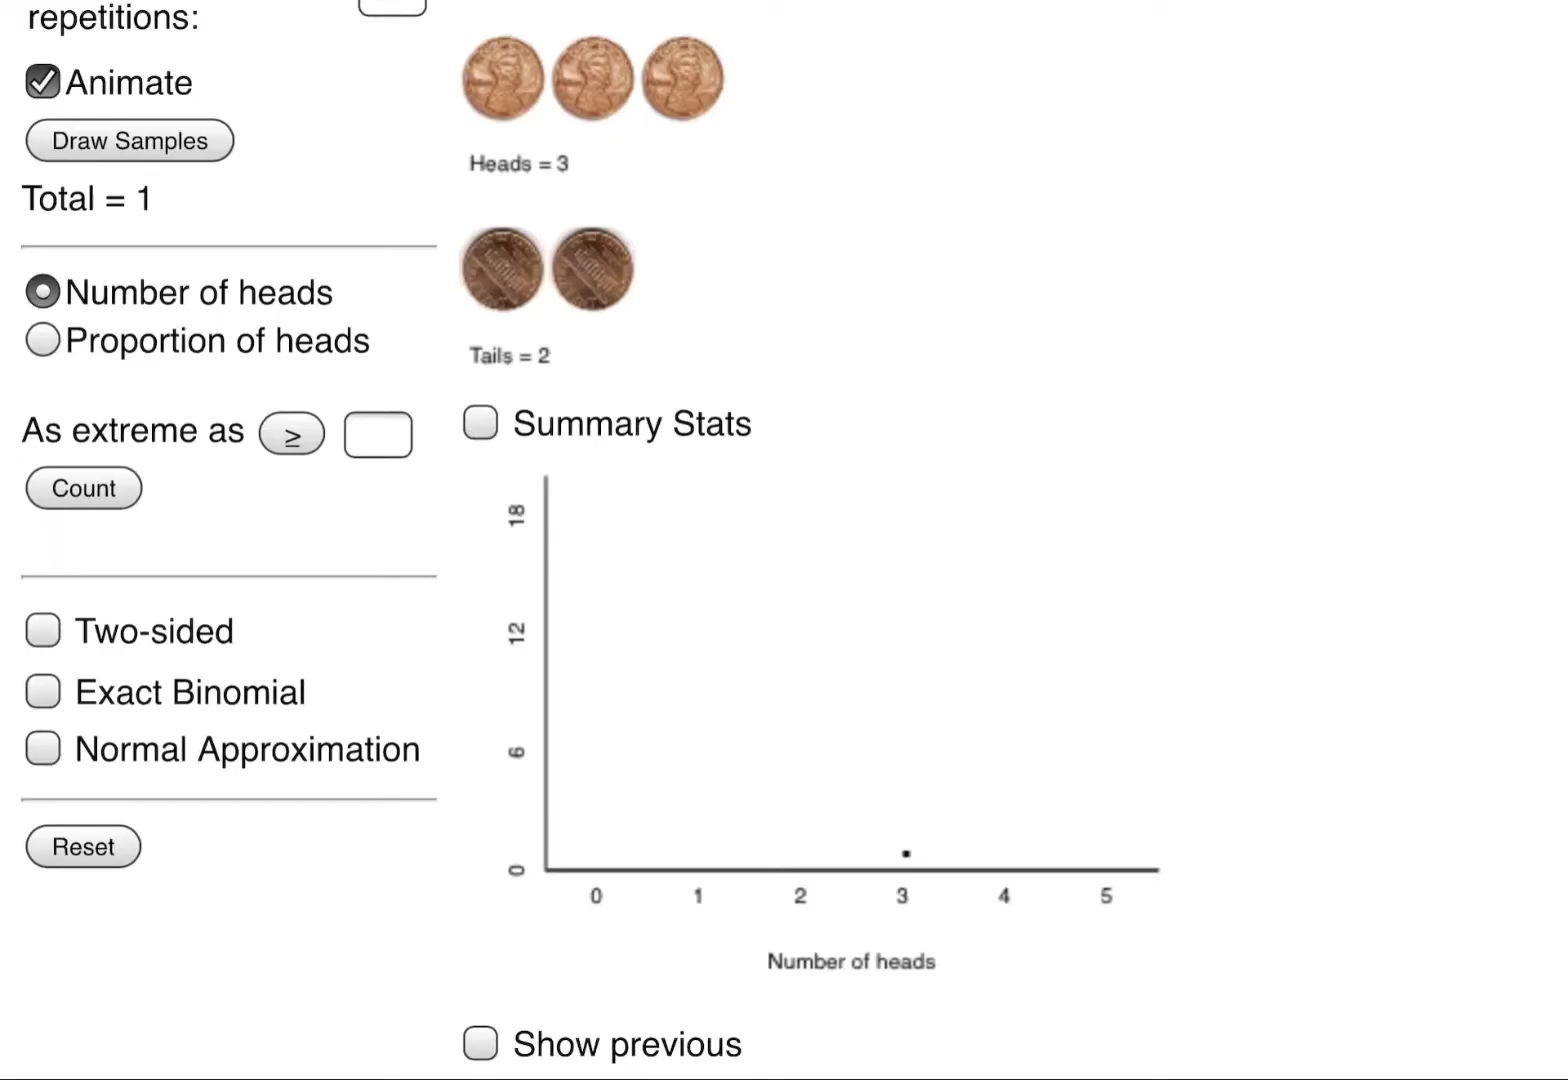 repetitions:
Animate
Draw Samples
Total = 1
Number of heads
Proportion of heads
As extreme as ≥
Count
Two-sided
Exact Binomial
Normal Approximation
Reset
Heads = 3
Tails = 2
Summary Stats
18
12
6
0
0 1 2 3 4 5
Number of heads
Show previous